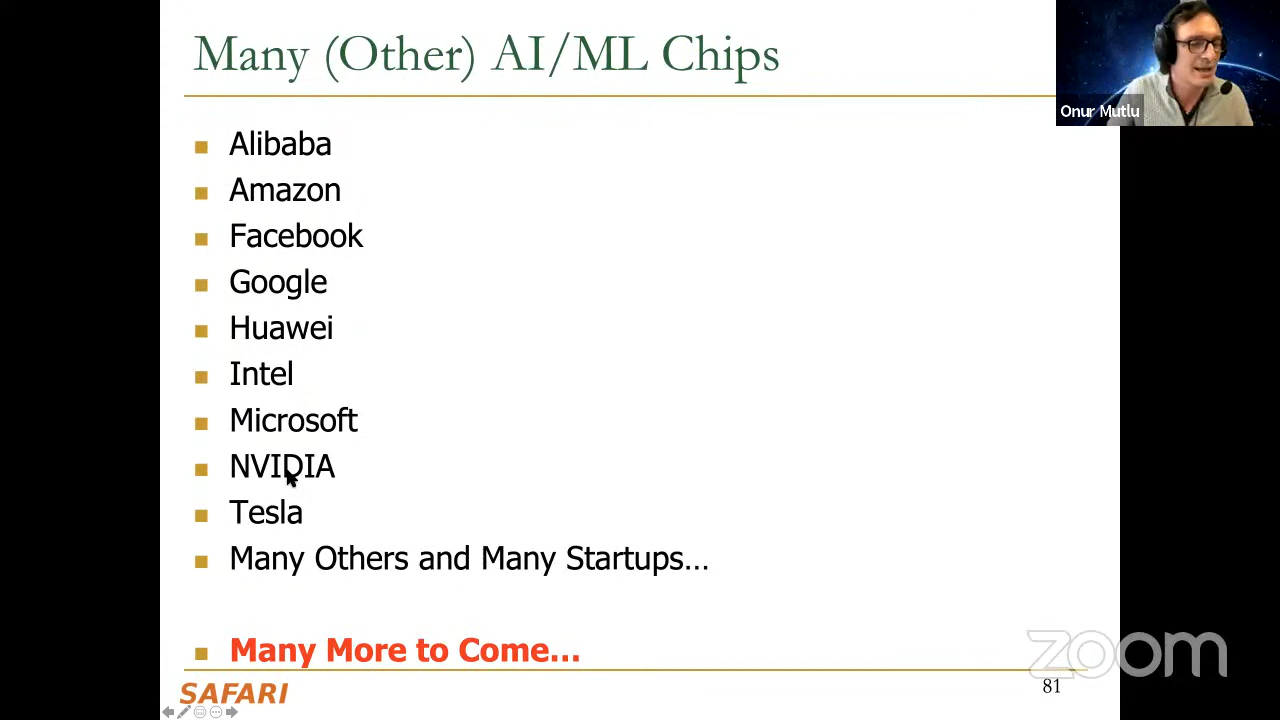 Many (Other) AI/ML Chips
Onur Mutlu
Alibaba
Amazon
Facebook
Google
Huawei
Intel
Microsoft
NVIDIA
Tesla
Many Others and Many Startups…
Many More to Come…
zoom
SAFARI
81